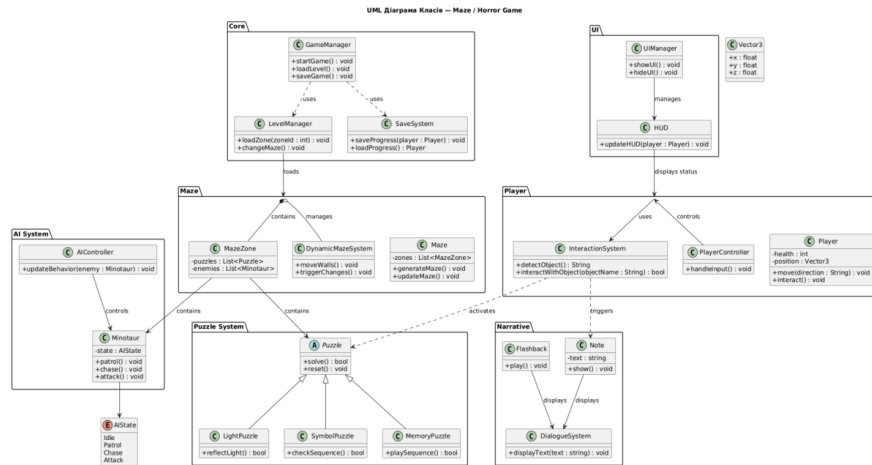 UML Діаграма Класів — Maze / Horror Game
Core
C GameManager
+startGame() : void
+loadLevel() : void
+saveGame() : void
uses
uses
C LevelManager
+loadZone(zoneId : int) : void
+changeMaze() : void
C SaveSystem
+saveProgress(player : Player) : void
+loadProgress() : Player
loads
UI
C UIManager
+showUI() : void
+hideUI() : void
manages
C HUD
+updateHUD(player : Player) : void
displays status
C Vector3
+x : float
+y : float
+z : float
Maze
contains
manages
C MazeZone
-puzzles : List<Puzzle>
-enemies : List<Minotaur>
C DynamicMazeSystem
+moveWalls() : void
+triggerChanges() : void
C Maze
-zones : List<MazeZone>
+generateMaze() : void
+updateMaze() : void
Player
uses
controls
C InteractionSystem
+detectObject() : String
+interactWithObject(objectName : String) : bool
C PlayerController
+handleInput() : void
C Player
-health : int
-position : Vector3
+move(direction : String) : void
+interact() : void
AI System
C AIController
+updateBehavior(enemy : Minotaur) : void
controls
contains
contains
activates
triggers
C Minotaur
-state : AIState
+patrol() : void
+chase() : void
+attack() : void
E AIState
Idle
Patrol
Chase
Attack
Puzzle System
A Puzzle
+solve() : bool
+reset() : void
C LightPuzzle
+reflectLight() : bool
C SymbolPuzzle
+checkSequence() : bool
C MemoryPuzzle
+playSequence() : bool
Narrative
C Flashback
+play() : void
C Note
-text : string
+show() : void
displays
displays
C DialogueSystem
+displayText(text : string) : void